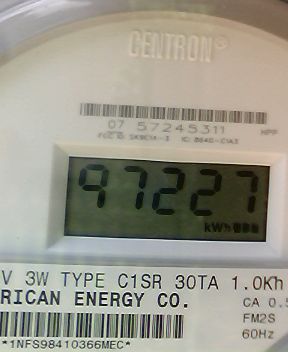 CENTRON®
07 57245311 HPP
97227
kWh
V 3W TYPE C1SR 30TA 1.0Kh
RICAN ENERGY CO. CA 0.5
FM2S
60Hz
*1NFS98410366MEC*